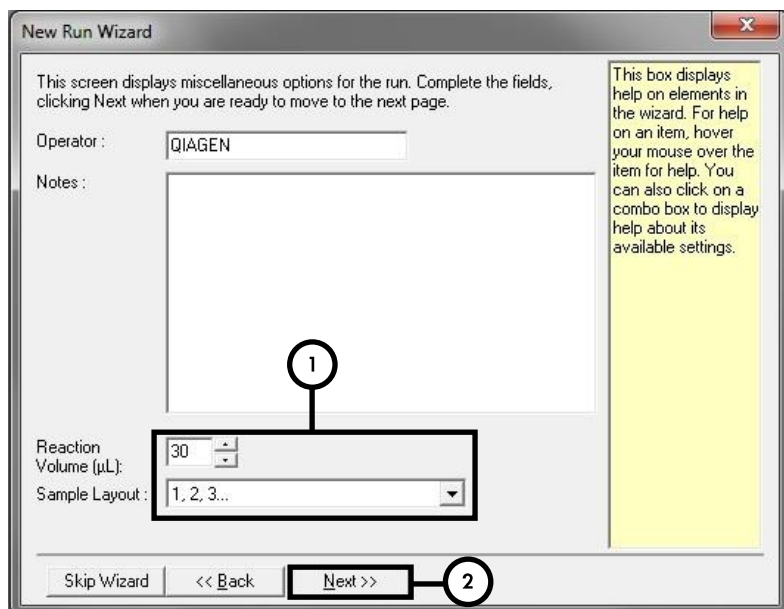 New Run Wizard
This screen displays miscellaneous options for the run. Complete the fields,
clicking Next when you are ready to move to the next page.
Operator :
QIAGEN
Notes :
1
Reaction
Volume (µL):
30
Sample Layout :
1, 2, 3...
Skip Wizard
<< Back
Next >>
2
This box displays
help on elements in
the wizard. For help
on an item, hover
your mouse over the
item for help. You
can also click on a
combo box to display
help about its
available settings.